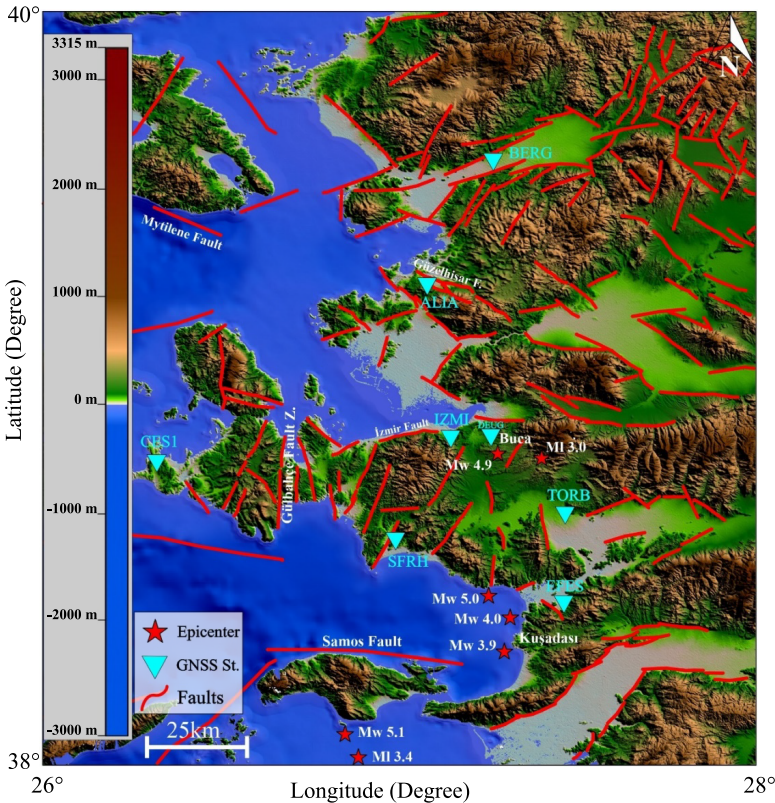 40°
3315 m
3000 m
2000 m
1000 m
0 m
-1000 m
-2000 m
-3000 m
N
BERG
Mytilene Fault
Güzelhisar F.
ALIA
İzmir Fault
IZMI
DEUG
Buca
Mw 4.9
Ml 3.0
CES1
Gülbahçe Fault Z.
TORB
SFRH
EFES
Mw 5.0
Mw 4.0
Mw 3.9
Kuşadası
Samos Fault
Mw 5.1
Ml 3.4
Epicenter
GNSS St.
Faults
25km
38°
26°
28°
Latitude (Degree)
Longitude (Degree)